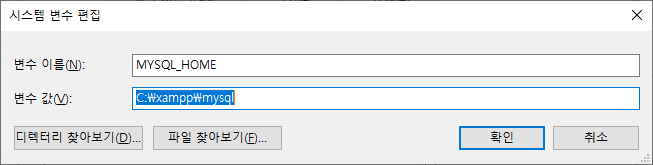 시스템 변수 편집
변수 이름(N): MYSQL_HOME
변수 값(V): C:₩xampp₩mysql
디렉터리 찾아보기(D)... 파일 찾아보기(F)... 확인 취소